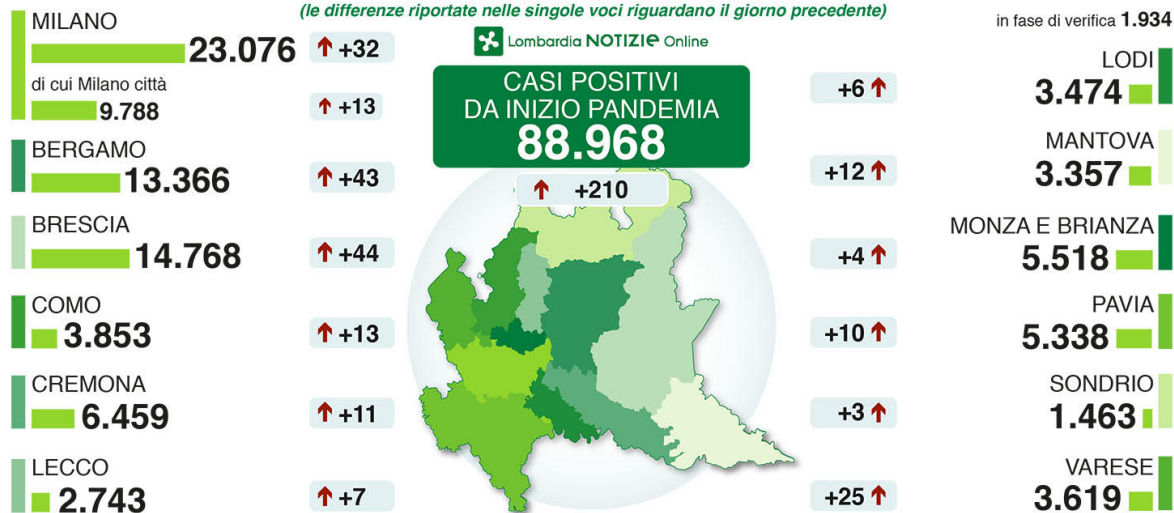 (le differenze riportate nelle singole voci riguardano il giorno precedente)
Lombardia NOTIZIE Online
CASI POSITIVI
DA INIZIO PANDEMIA
88.968
+210
MILANO
23.076 +32
di cui Milano città
9.788 +13
BERGAMO
13.366 +43
BRESCIA
14.768 +44
COMO
3.853 +13
CREMONA
6.459 +11
LECCO
2.743 +7
in fase di verifica 1.934
LODI
+6 3.474
MANTOVA
+12 3.357
MONZA E BRIANZA
+4 5.518
PAVIA
+10 5.338
SONDRIO
+3 1.463
VARESE
+25 3.619